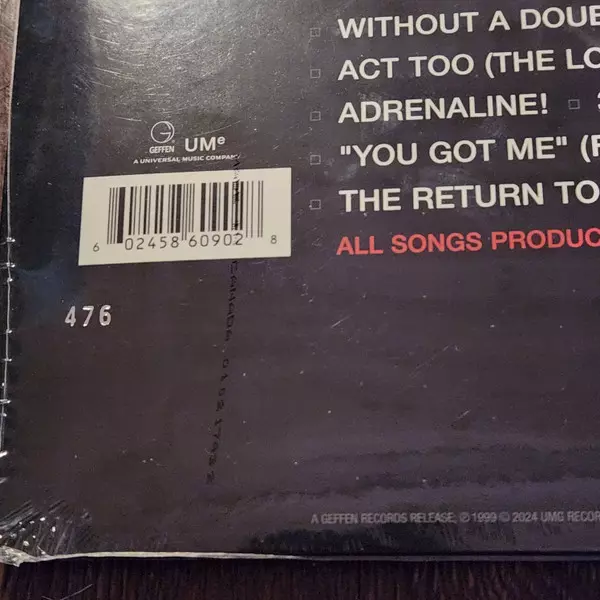 WITHOUT A DOUB
ACT TOO (THE LO
ADRENALINE!
"YOU GOT ME" (F
THE RETURN TO
ALL SONGS PRODUC
GEFFEN UMe
A UNIVERSAL MUSIC COMPANY
6 02458 60902 8
476
CANADA
A GEFFEN RECORDS RELEASE; ℗ 1999 © 2024 UMG RECOR